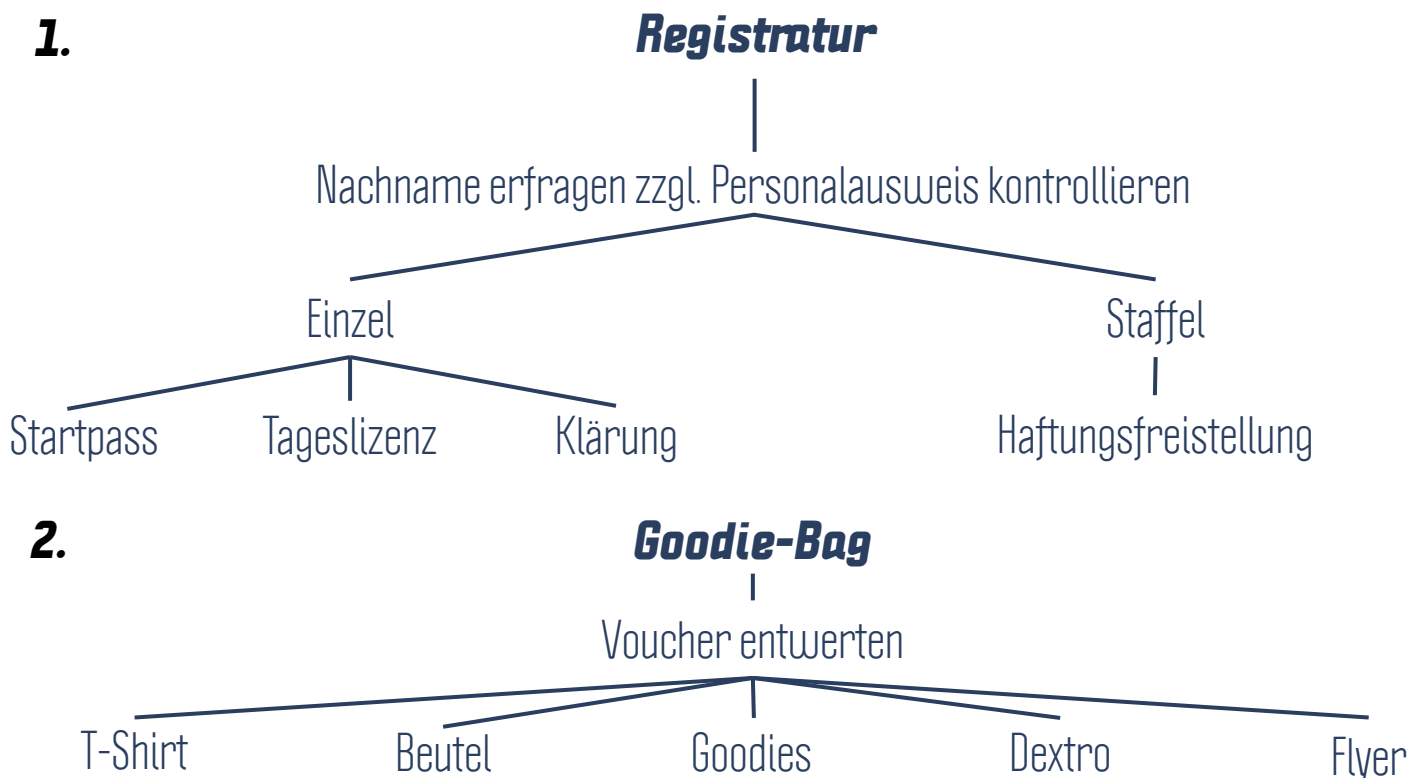 1.
Registratur
Nachname erfragen zzgl. Personalausweis kontrollieren
Einzel Staffel
Startpass Tageslizenz Klärung Haftungsfreistellung
2.
Goodie-Bag
Voucher entwerten
T-Shirt Beutel Goodies Dextro Flyer